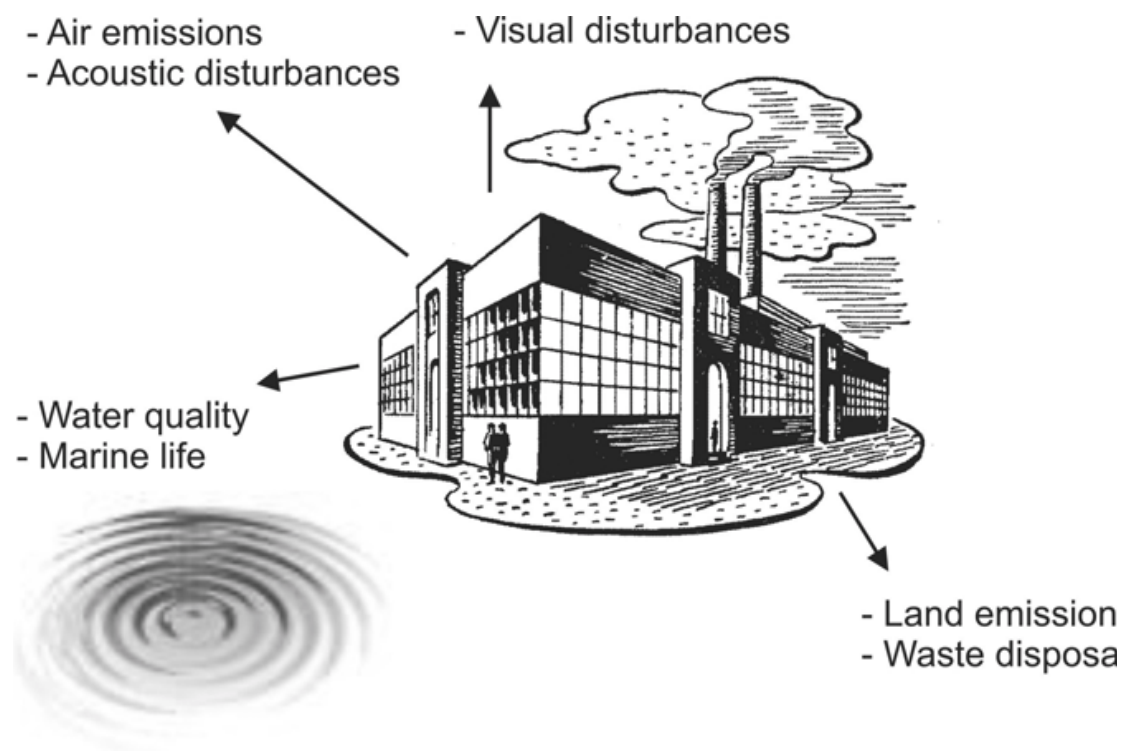 - Air emissions
- Acoustic disturbances
- Visual disturbances
- Water quality
- Marine life
- Land emission
- Waste disposa